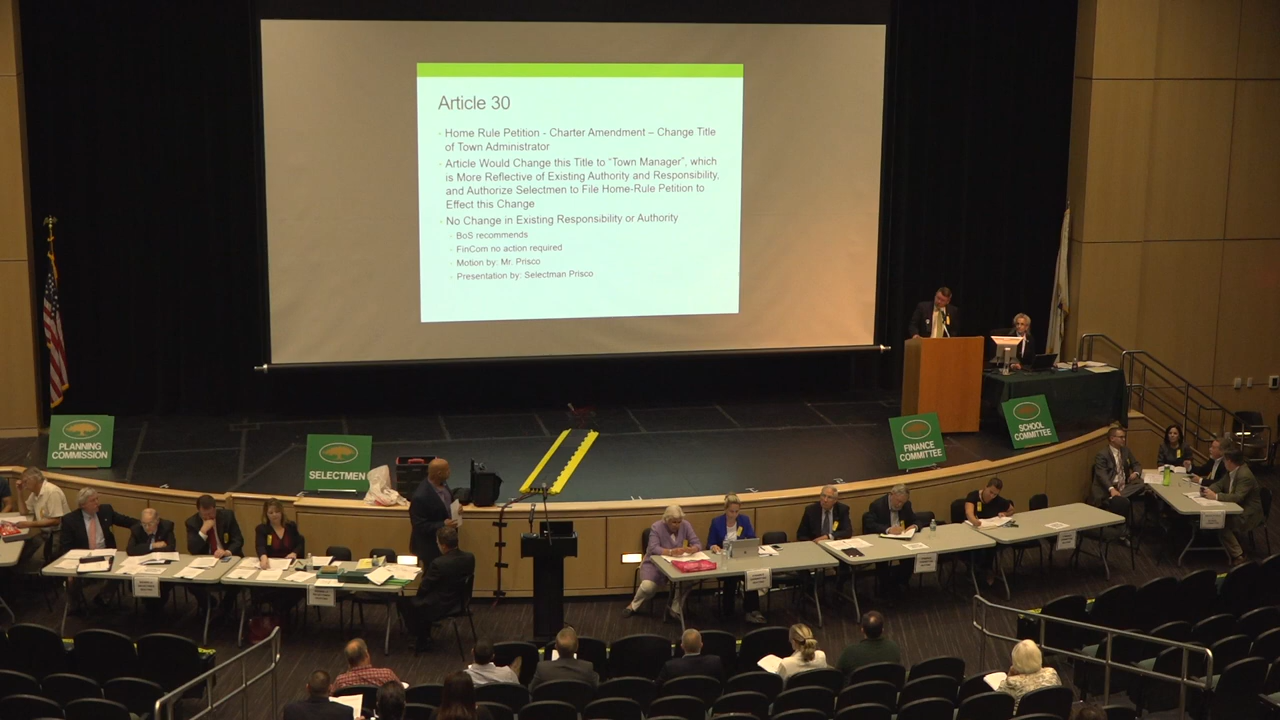 Article 30
Home Rule Petition - Charter Amendment – Change Title
of Town Administrator
Article Would Change this Title to “Town Manager”, which
is More Reflective of Existing Authority and Responsibility,
and Authorize Selectmen to File Home-Rule Petition to
Effect this Change
No Change in Existing Responsibility or Authority
BoS recommends
FinCom no action required
Motion by: Mr. Prisco
Presentation by: Selectman Prisco
PLANNING
COMMISSION
SELECTMEN
FINANCE
COMMITTEE
SCHOOL
COMMITTEE